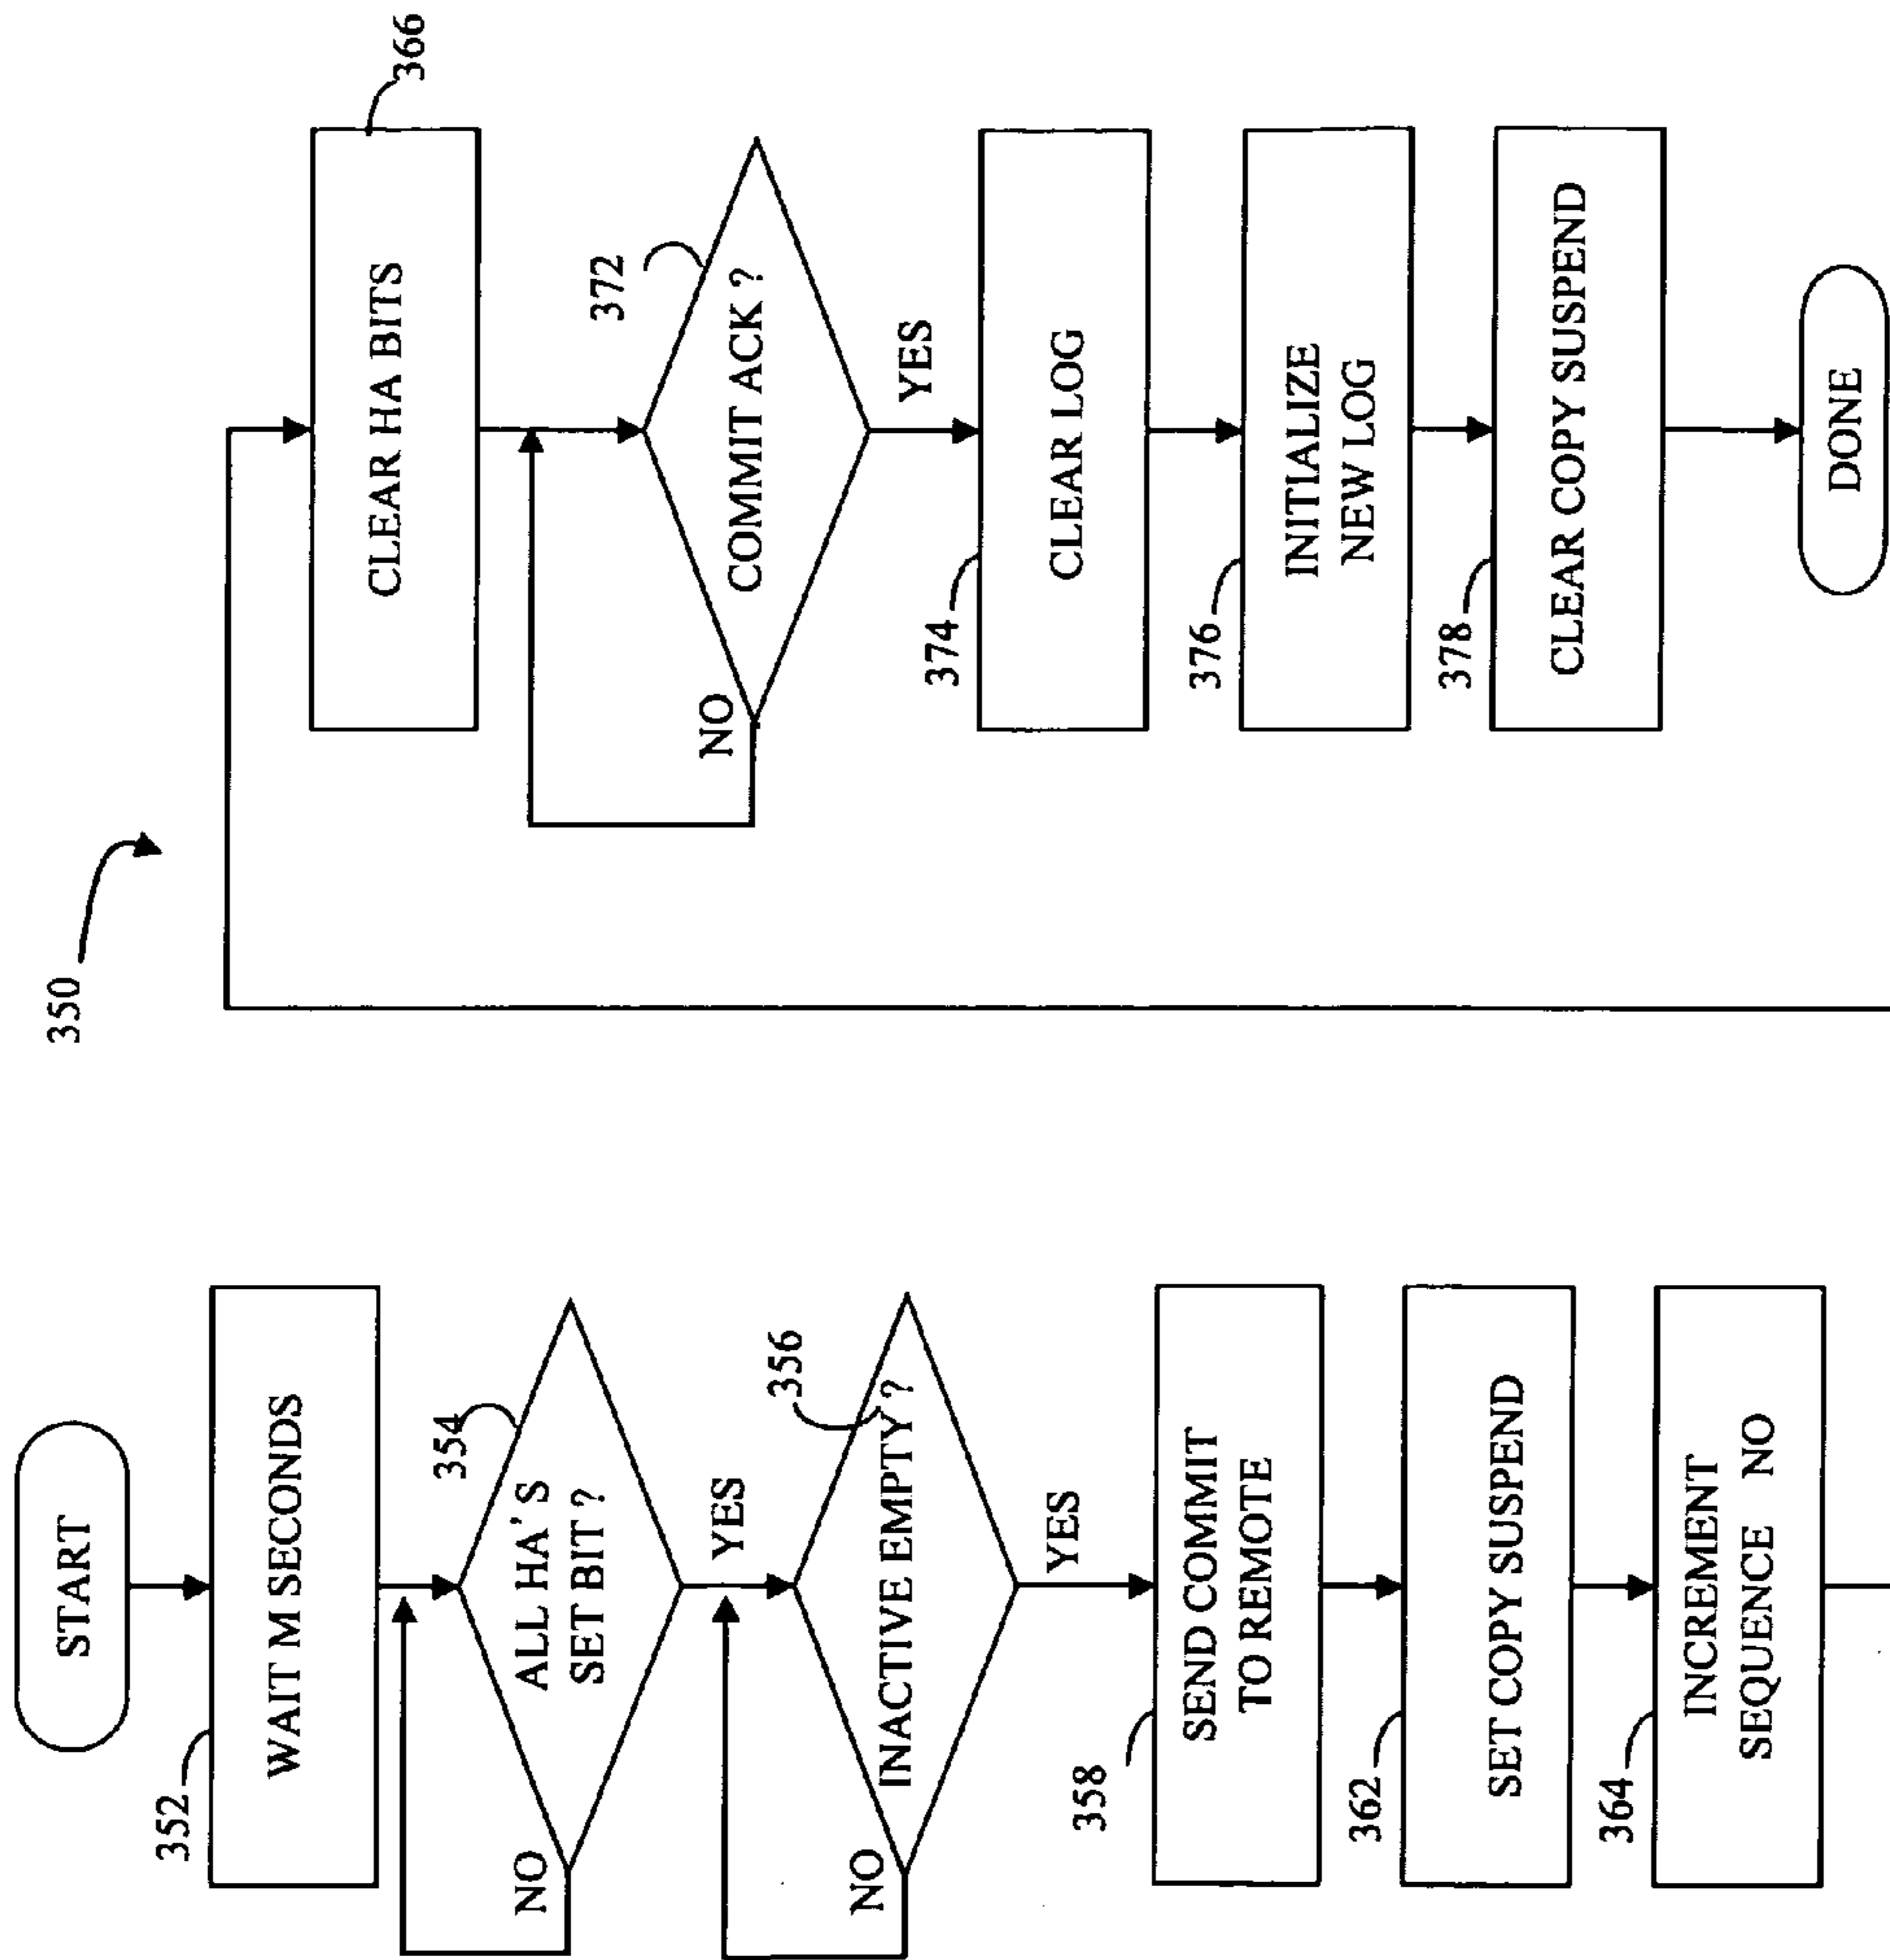 350
START
352
WAIT M SECONDS
354
ALL HA'S
SET BIT ?
NO
YES
356
INACTIVE EMPTY ?
NO
YES
358
SEND COMMIT
TO REMOTE
362
SET COPY SUSPEND
364
INCREMENT
SEQUENCE NO
366
CLEAR HA BITS
372
COMMIT ACK ?
NO
YES
374
CLEAR LOG
376
INITIALIZE
NEW LOG
378
CLEAR COPY SUSPEND
DONE